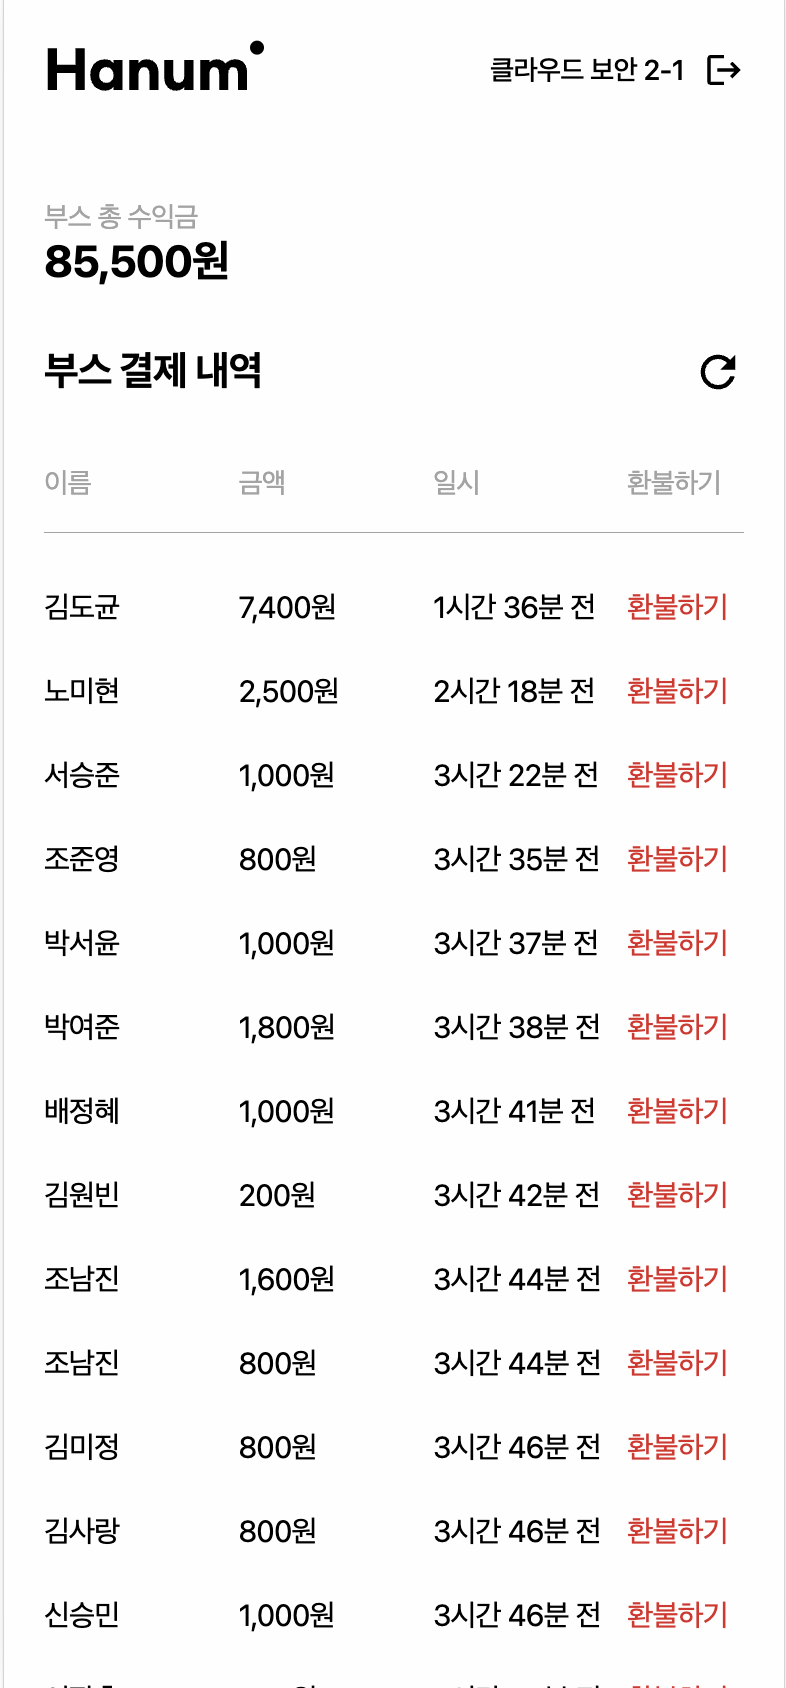 Hanum
클라우드 보안 2-1
부스 총 수익금
85,500원
부스 결제 내역
이름 금액 일시 환불하기
김도균 7,400원 1시간 36분 전 환불하기
노미현 2,500원 2시간 18분 전 환불하기
서승준 1,000원 3시간 22분 전 환불하기
조준영 800원 3시간 35분 전 환불하기
박서윤 1,000원 3시간 37분 전 환불하기
박여준 1,800원 3시간 38분 전 환불하기
배정혜 1,000원 3시간 41분 전 환불하기
김원빈 200원 3시간 42분 전 환불하기
조남진 1,600원 3시간 44분 전 환불하기
조남진 800원 3시간 44분 전 환불하기
김미정 800원 3시간 46분 전 환불하기
김사랑 800원 3시간 46분 전 환불하기
신승민 1,000원 3시간 46분 전 환불하기